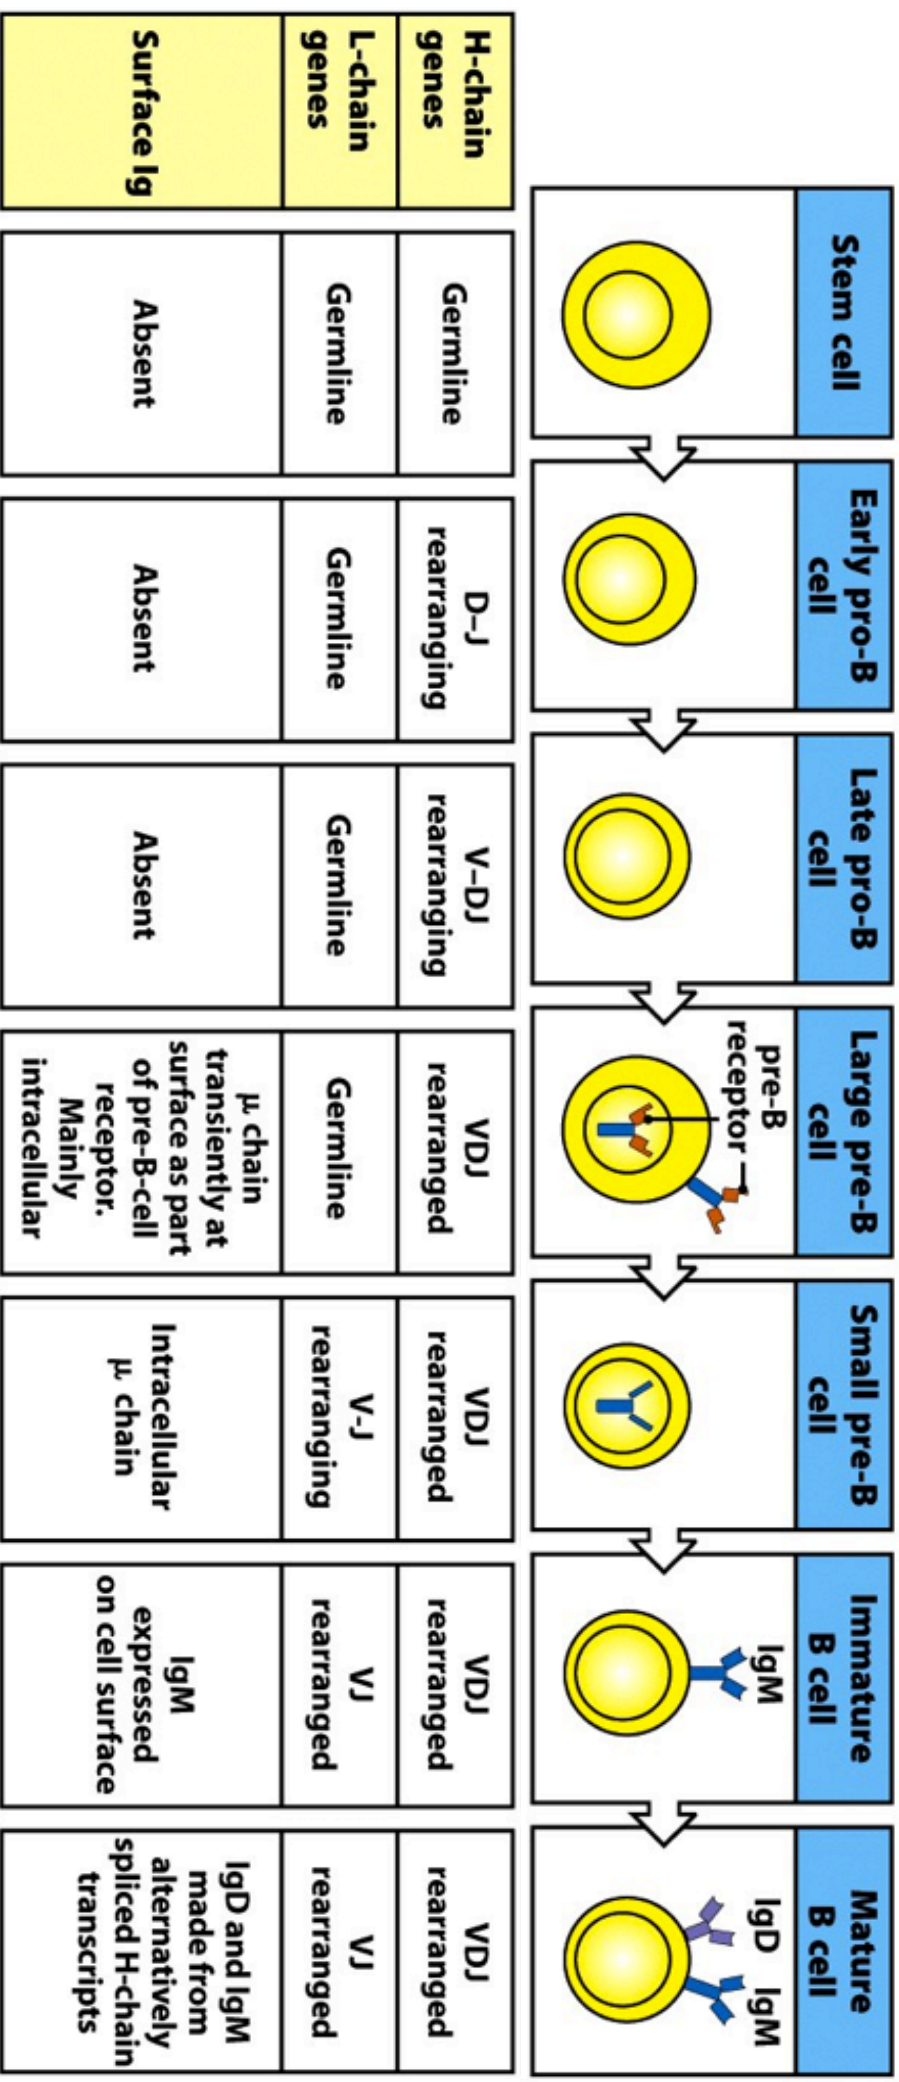 Stem cell
Early pro-B
cell
Late pro-B
cell
Large pre-B
cell
Small pre-B
cell
Immature
B cell
Mature
B cell
pre-B
receptor
IgM
IgD
IgM
H-chain
genes
Germline
D–J
rearranging
V–DJ
rearranging
VDJ
rearranged
VDJ
rearranged
VDJ
rearranged
VDJ
rearranged
L-chain
genes
Germline
Germline
Germline
Germline
V-J
rearranging
VJ
rearranged
VJ
rearranged
Surface Ig
Absent
Absent
Absent
μ chain
transiently at
surface as part
of pre-B-cell
receptor.
Mainly
intracellular
Intracellular
μ chain
IgM
expressed
on cell surface
IgD and IgM
made from
alternatively
spliced H-chain
transcripts